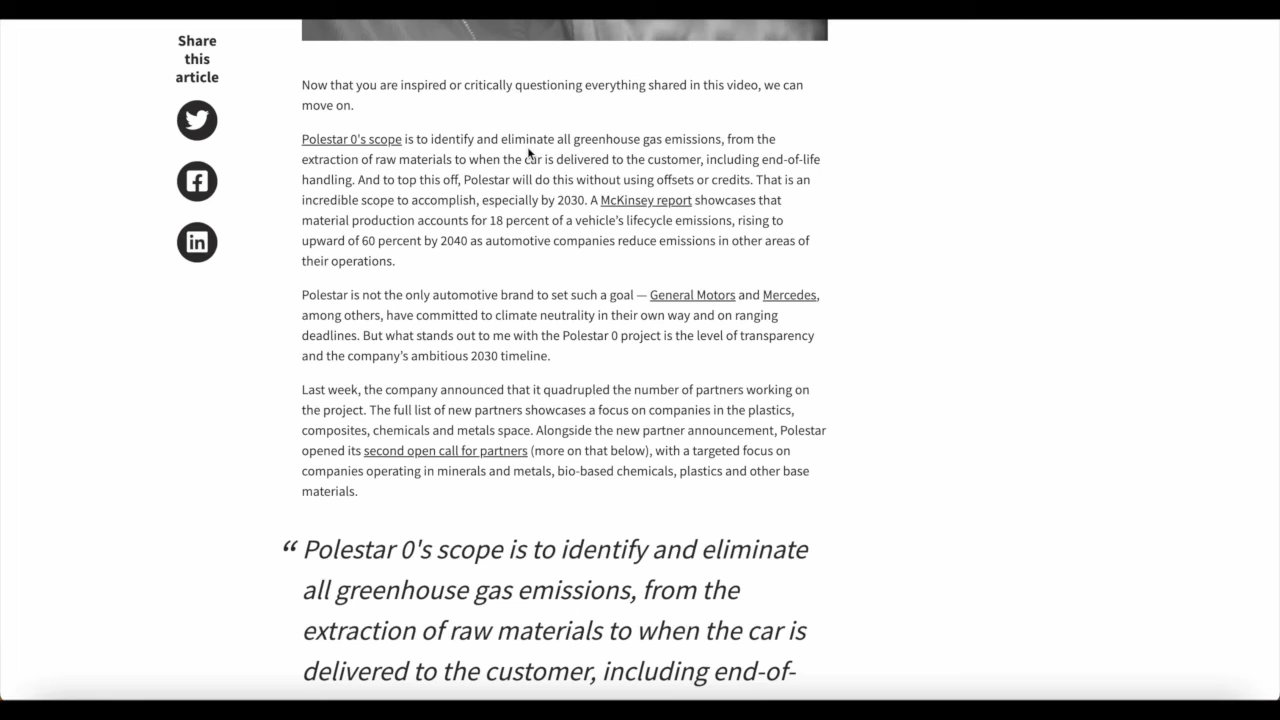 Share
this
article
Now that you are inspired or critically questioning everything shared in this video, we can
move on.
Polestar 0's scope is to identify and eliminate all greenhouse gas emissions, from the
extraction of raw materials to when the car is delivered to the customer, including end-of-life
handling. And to top this off, Polestar will do this without using offsets or credits. That is an
incredible scope to accomplish, especially by 2030. A McKinsey report showcases that
material production accounts for 18 percent of a vehicle’s lifecycle emissions, rising to
upward of 60 percent by 2040 as automotive companies reduce emissions in other areas of
their operations.
Polestar is not the only automotive brand to set such a goal — General Motors and Mercedes,
among others, have committed to climate neutrality in their own way and on ranging
deadlines. But what stands out to me with the Polestar 0 project is the level of transparency
and the company’s ambitious 2030 timeline.
Last week, the company announced that it quadrupled the number of partners working on
the project. The full list of new partners showcases a focus on companies in the plastics,
composites, chemicals and metals space. Alongside the new partner announcement, Polestar
opened its second open call for partners (more on that below), with a targeted focus on
companies operating in minerals and metals, bio-based chemicals, plastics and other base
materials.
“ Polestar 0's scope is to identify and eliminate
all greenhouse gas emissions, from the
extraction of raw materials to when the car is
delivered to the customer, including end-of-